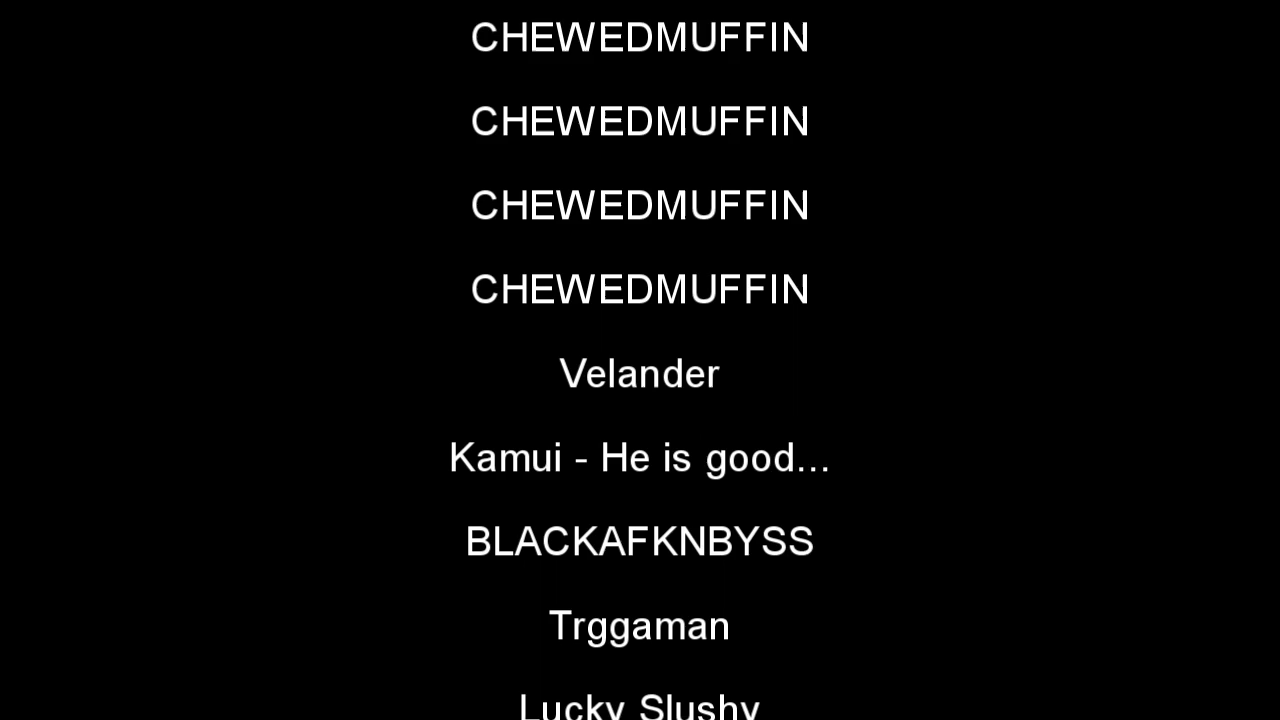 CHEWEDMUFFIN
CHEWEDMUFFIN
CHEWEDMUFFIN
CHEWEDMUFFIN
Velander
Kamui - He is good...
BLACKAFKNBYSS
Trggaman
Lucky Slushy